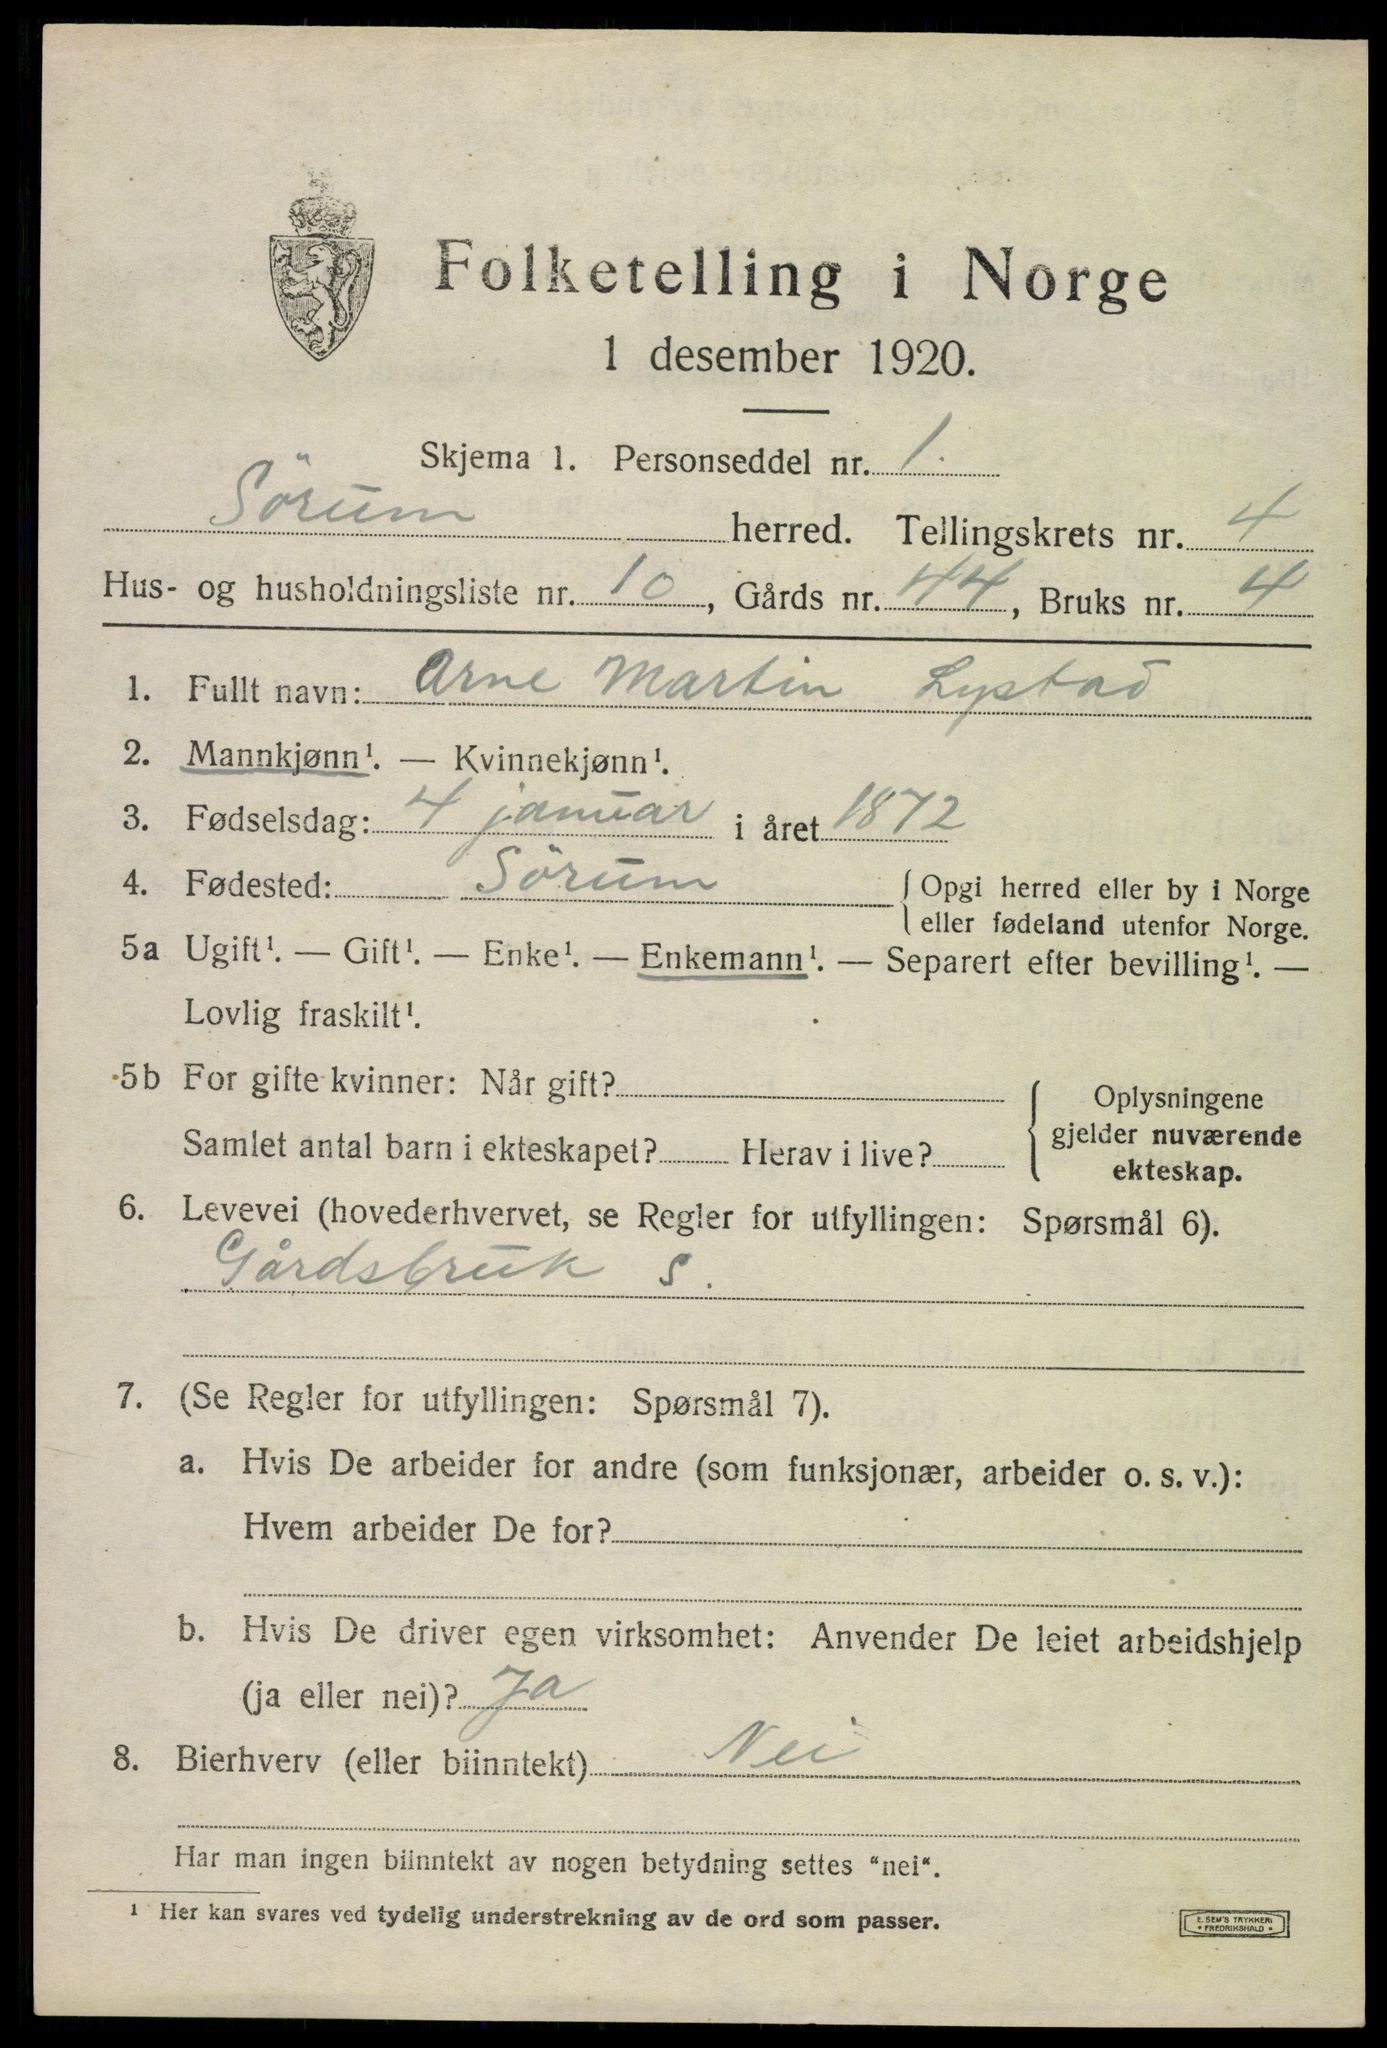 Folketelling i Norge
1 desember 1920.
Skjema 1. Personseddel nr. 1.
Sörum herred. Tellingskrets nr. 4
Hus- og husholdningsliste nr. 10, Gårds nr. 44, Bruks nr. 4
1. Fullt navn: Arne Martin Lystad
2. Mannkjønn¹. — Kvinnekjønn¹.
3. Fødselsdag: 4 januar i året 1872
4. Fødested: Sörum { Opgi herred eller by i Norge
eller fødeland utenfor Norge.
5a Ugift¹. — Gift¹. — Enke¹. — Enkemann¹. — Separert efter bevilling¹. —
Lovlig fraskilt¹.
5b For gifte kvinner: Når gift?
Samlet antal barn i ekteskapet? Herav i live?
{ Oplysningene
gjelder nuværende
ekteskap.
6. Levevei (hovederhvervet, se Regler for utfyllingen: Spørsmål 6).
Gårdsbruk s.
7. (Se Regler for utfyllingen: Spørsmål 7).
a. Hvis De arbeider for andre (som funksjonær, arbeider o. s. v.):
Hvem arbeider De for?
b. Hvis De driver egen virksomhet: Anvender De leiet arbeidshjelp
(ja eller nei)? Ja
8. Bierhverv (eller biinntekt) Nei
Har man ingen biinntekt av nogen betydning settes "nei".
¹ Her kan svares ved tydelig understrekning av de ord som passer.
E. SEM'S TRYKKERI
* FREDRIKSHALD *